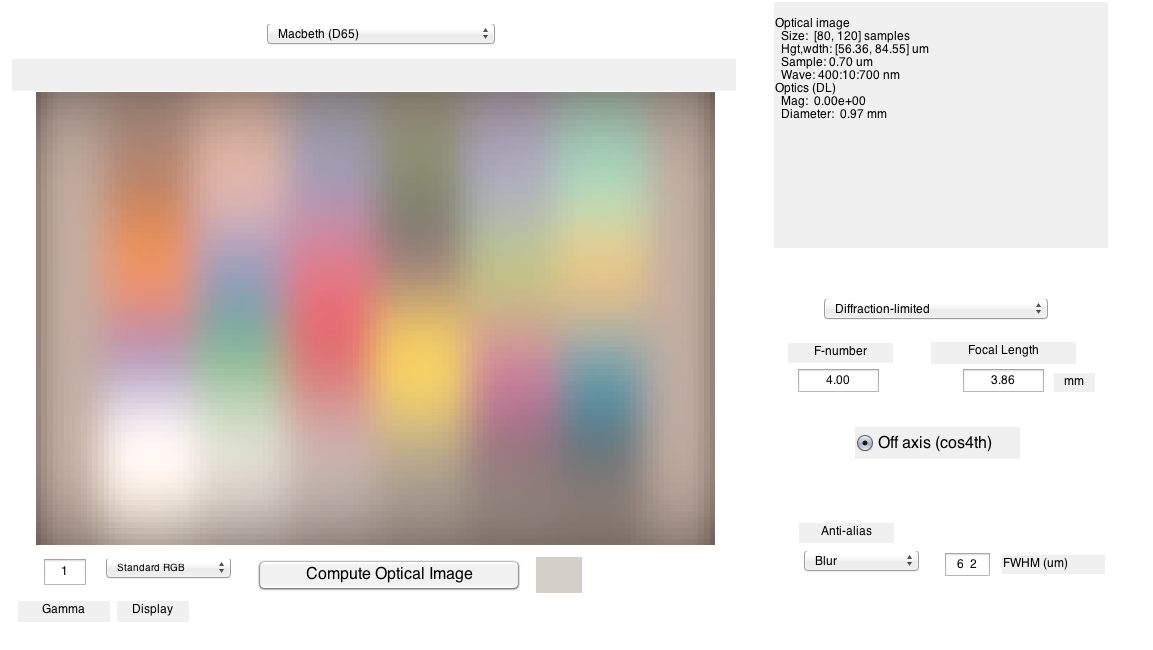 Macbeth (D65)
Optical image
Size: [80, 120] samples
Hgt,wdth: [56.36, 84.55] um
Sample: 0.70 um
Wave: 400:10:700 nm
Optics (DL)
Mag: 0.00e+00
Diameter: 0.97 mm
Diffraction-limited
F-number
Focal Length
4.00
3.86
mm
Off axis (cos4th)
Anti-alias
Blur
6 2
FWHM (um)
1
Standard RGB
Compute Optical Image
Gamma
Display